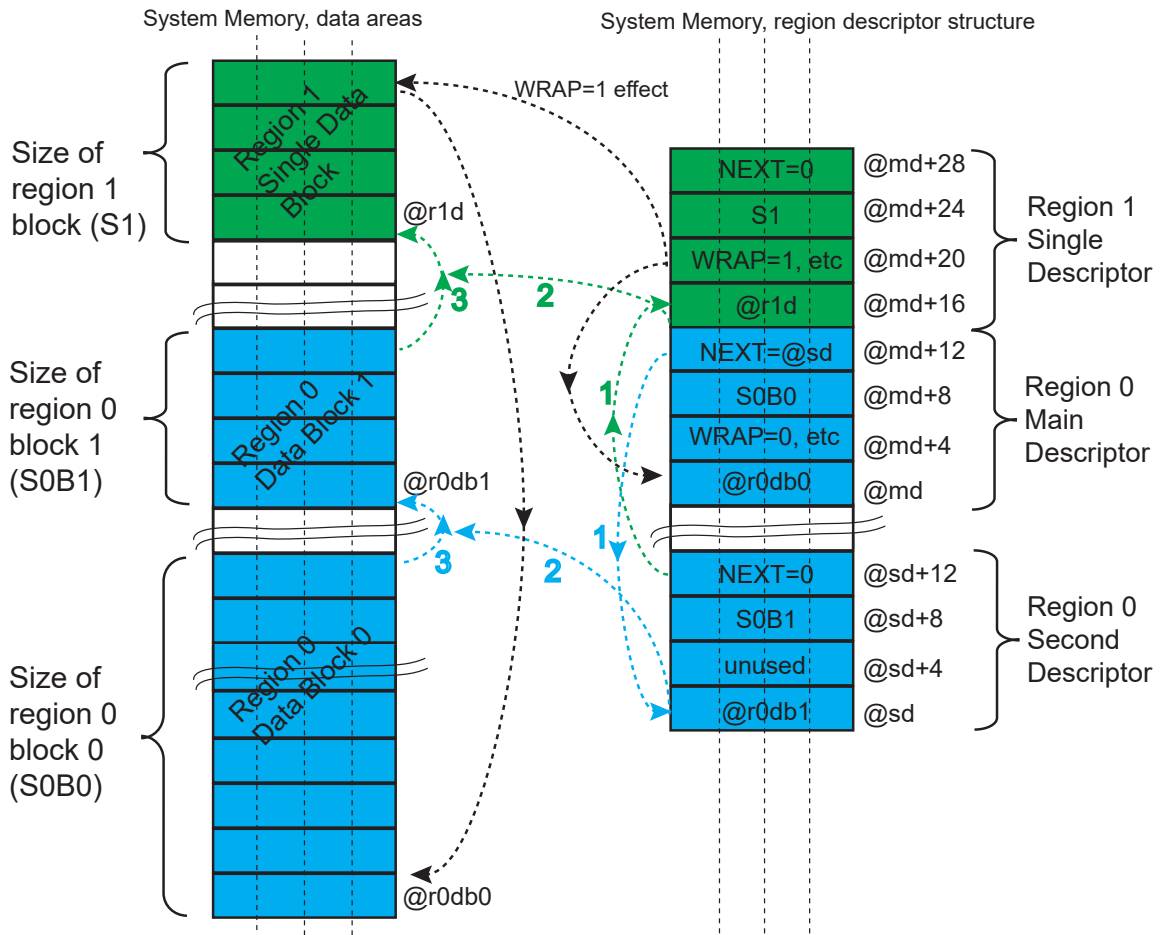 System Memory, data areas
System Memory, region descriptor structure
Size of
region 1
block (S1)
Region 1
Single Data
Block
@r1d
WRAP=1 effect
3
2
Size of
region 0
block 1
(S0B1)
Region 0
Data Block 1
@r0db1
3
2
Size of
region 0
block 0
(S0B0)
Region 0
Data Block 0
@r0db0
NEXT=0
@md+28
S1
@md+24
WRAP=1, etc
@md+20
@r1d
@md+16
Region 1
Single
Descriptor
NEXT=@sd
@md+12
S0B0
@md+8
WRAP=0, etc
@md+4
@r0db0
@md
Region 0
Main
Descriptor
1
1
NEXT=0
@sd+12
S0B1
@sd+8
unused
@sd+4
@r0db1
@sd
Region 0
Second
Descriptor